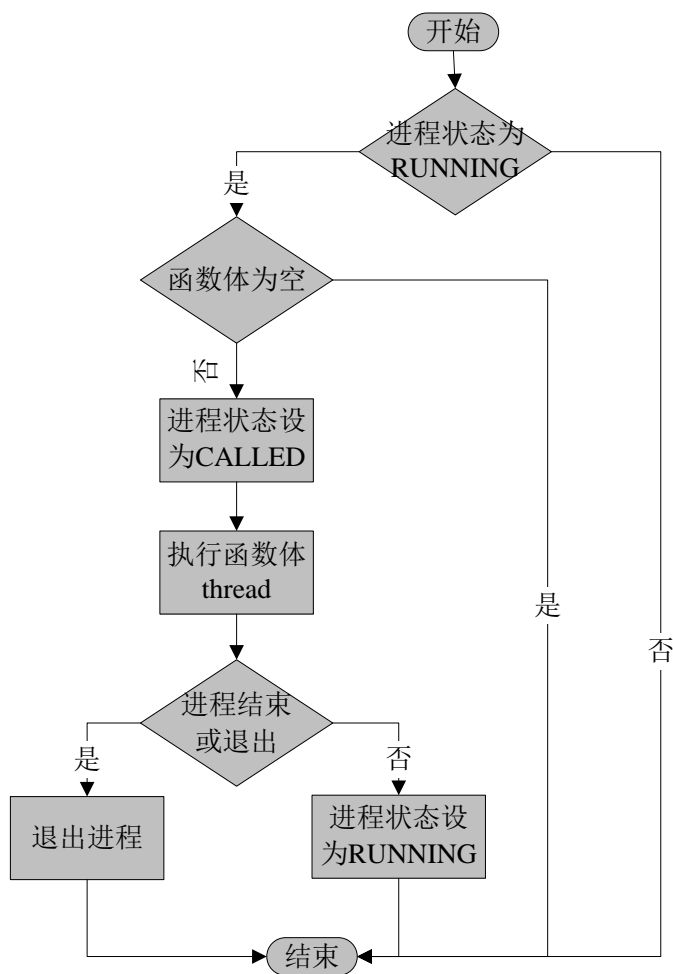 开始
进程状态为
RUNNING
是
函数体为空
否
进程状态设
为CALLED
执行函数体
thread
是
否
进程结束
或退出
是
否
退出进程
进程状态设
为RUNNING
结束